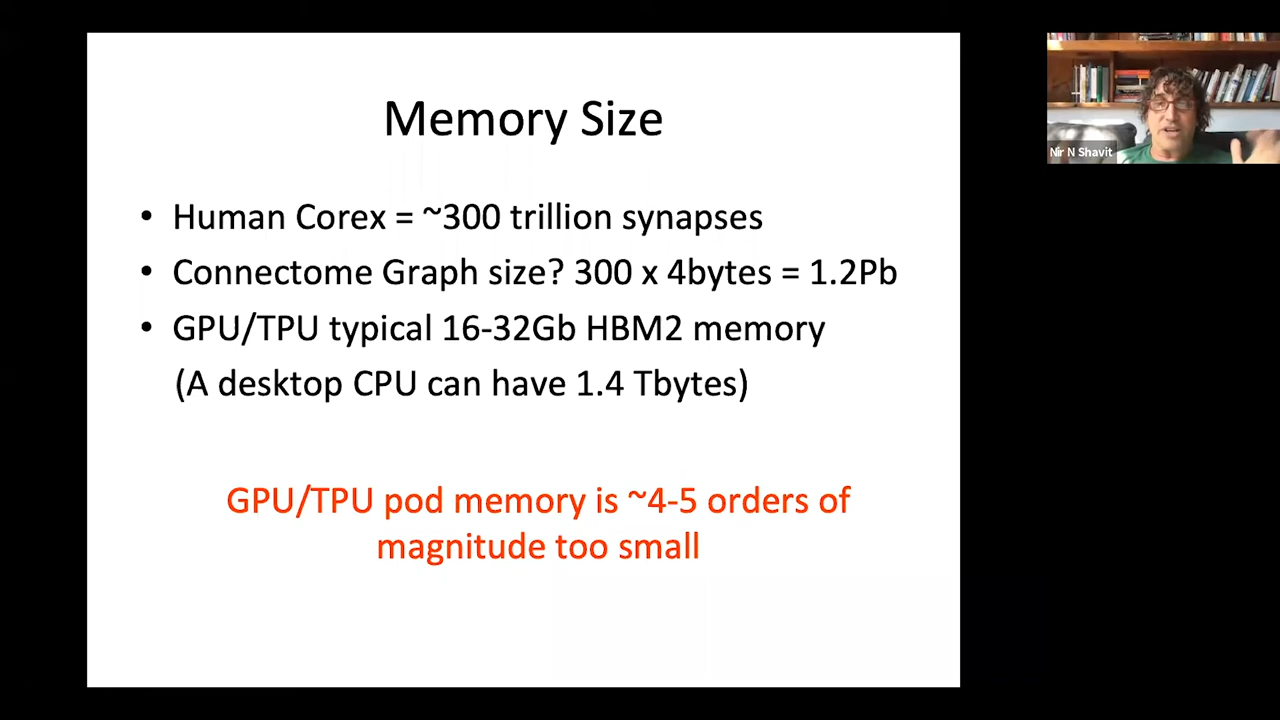 Memory Size
• Human Corex = ~300 trillion synapses
• Connectome Graph size? 300 x 4bytes = 1.2Pb
• GPU/TPU typical 16-32Gb HBM2 memory
(A desktop CPU can have 1.4 Tbytes)
GPU/TPU pod memory is ~4-5 orders of
magnitude too small
Nir N Shavit